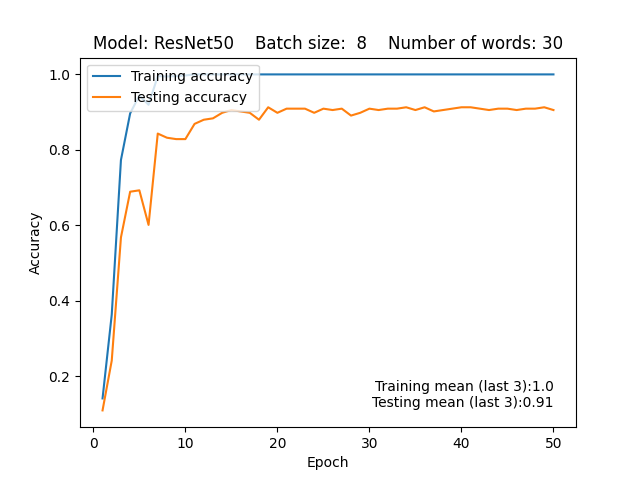 Model: ResNet50    Batch size:  8    Number of words: 30
Training accuracy
Testing accuracy
1.0
0.8
0.6
0.4
0.2
Accuracy
Training mean (last 3):1.0
Testing mean (last 3):0.91
0
10
20
30
40
50
Epoch